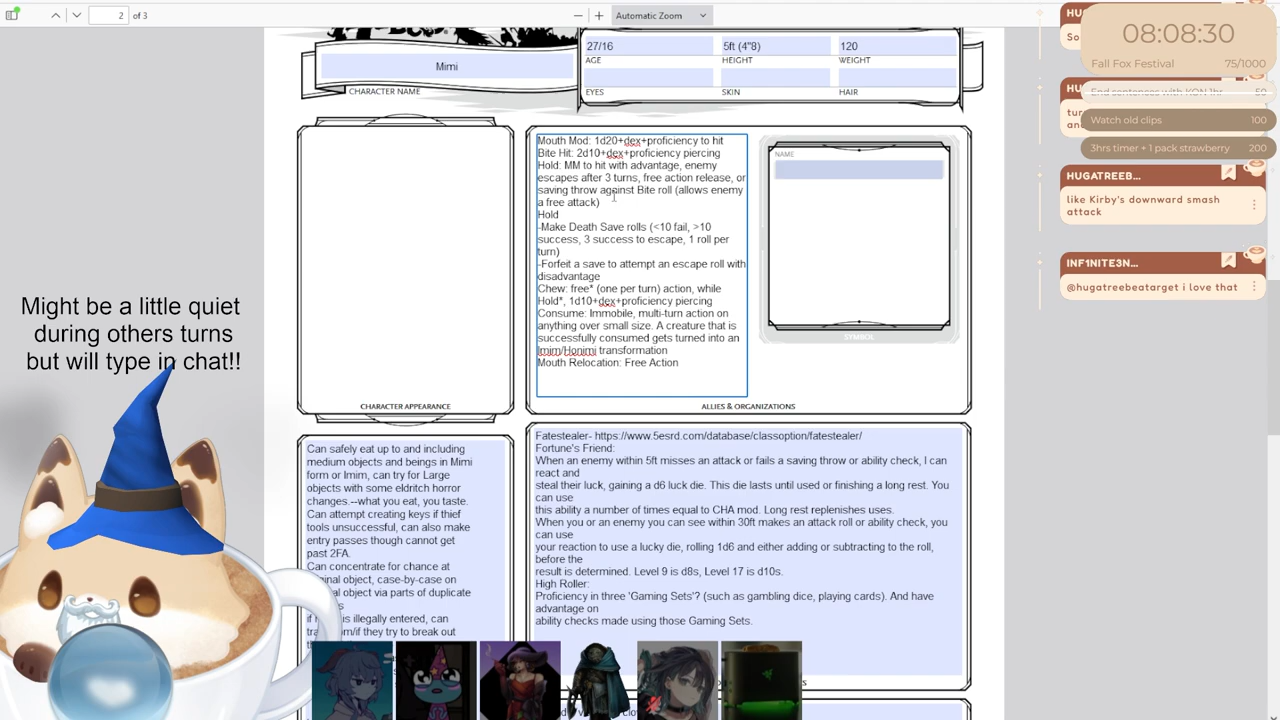 2
of 3
Automatic Zoom
Mimi
CHARACTER NAME
27/16
5ft (4"8)
120
AGE
HEIGHT
WEIGHT
EYES
SKIN
HAIR
Mouth Mod: 1d20+dex+proficiency to hit
Bite Hit: 2d10+dex+proficiency piercing
Hold: MM to hit with advantage, enemy
escapes after 3 turns, free action release, or
saving throw against Bite roll (allows enemy
a free attack)
Hold
-Make Death Save rolls (<10 fail, >10
success, 3 success to escape, 1 roll per
turn)
-Forfeit a save to attempt an escape roll with
disadvantage
Chew: free* (one per turn) action, while
Hold*, 1d10+dex+proficiency piercing
Consume: Immobile, multi-turn action on
anything over small size. A creature that is
successfully consumed gets turned into an
Imim/Honimi transformation
Mouth Relocation: Free Action
NAME
SYMBOL
CHARACTER APPEARANCE
ALLIES & ORGANIZATIONS
Can safely eat up to and including
medium objects and beings in Mimi
form or Imim, can try for Large
objects with some eldritch horror
changes.--what you eat, you taste.
Can attempt creating keys if thief
tools unsuccessful, can also make
entry passes though cannot get
past 2FA.
Can concentrate for chance at
ginal object, case-by-case on
al object via parts of duplicate
s
if is illegally entered, can
tra m/if they try to break out
Fatestealer- https://www.5esrd.com/database/classoption/fatestealer/
Fortune's Friend:
When an enemy within 5ft misses an attack or fails a saving throw or ability check, I can
react and
steal their luck, gaining a d6 luck die. This die lasts until used or finishing a long rest. You
can use
this ability a number of times equal to CHA mod. Long rest replenishes uses.
When you or an enemy you can see within 30ft makes an attack roll or ability check, you
can use
your reaction to use a lucky die, rolling 1d6 and either adding or subtracting to the roll,
before the
result is determined. Level 9 is d8s, Level 17 is d10s.
High Roller:
Proficiency in three 'Gaming Sets'? (such as gambling dice, playing cards). And have
advantage on
ability checks made using those Gaming Sets.
Might be a little quiet
during others turns
but will type in chat!!
08:08:30
Fall Fox Festival 75/1000
End sentences with KON 1hr 50
Watch old clips 100
3hrs timer + 1 pack strawberry 200
HUGATREEB...
like Kirby's downward smash
attack
INF1NITE3N...
@hugatreebeatarget i love that